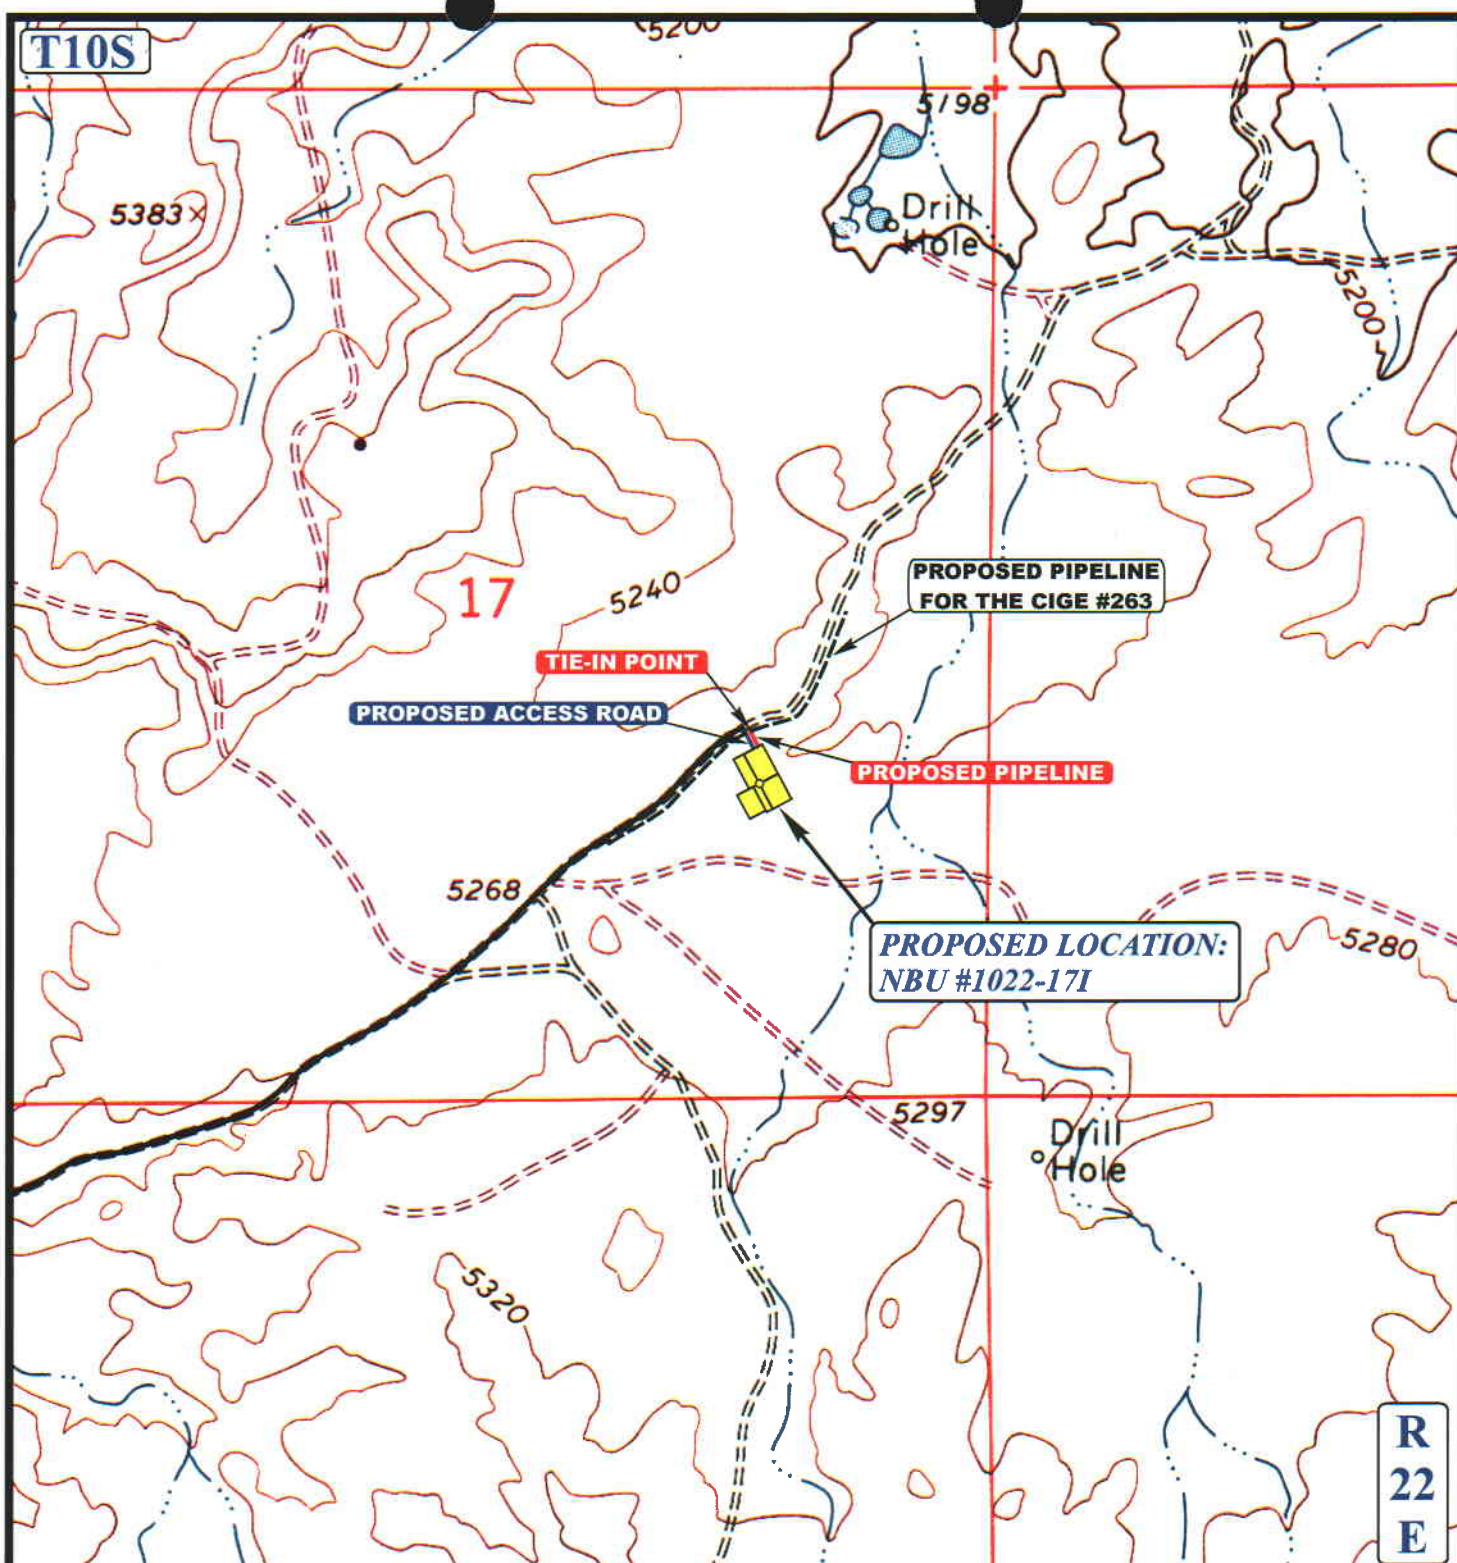 5200
T10S
5198
5383
Drill
Hole
5200
PROPOSED PIPELINE
FOR THE CIGE #263
17
5240
TIE-IN POINT
PROPOSED ACCESS ROAD
PROPOSED PIPELINE
5268
PROPOSED LOCATION:
NBU #1022-17I
5280
5297
Drill
Hole
5320
R
22
E